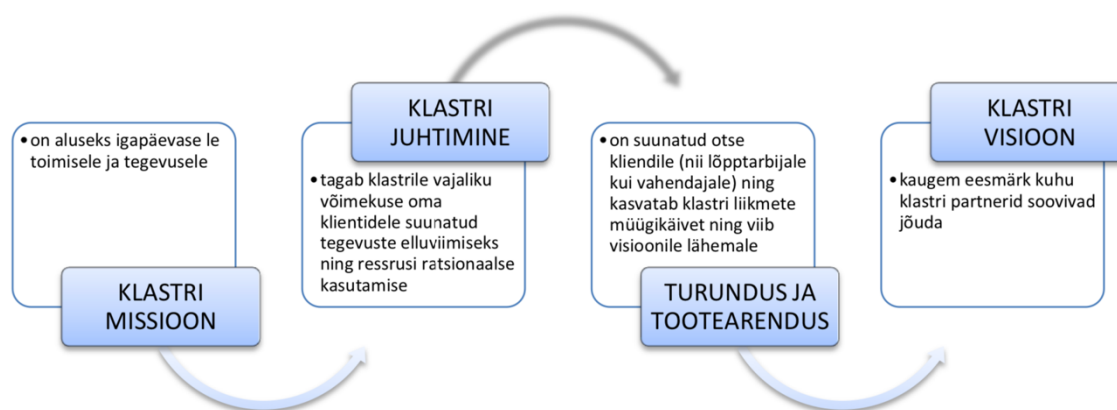 • on aluseks igapäevase le
toimisele ja tegevusele
KLASTRI
MISSIOON
KLASTRI
JUHTIMINE
• tagab klastrile vajaliku
võimekuse oma
klientidele suunatud
tegevuste elluviimiseks
ning ressrusi ratsionaalse
kasutamise
• on suunatud otse
kliendile (nii lõpptarbijale
kui vahendajale) ning
kasvatab klastri liikmete
müügikäivet ning viib
visioonile lähemale
TURUNDUS JA
TOOTEARENDUS
KLASTRI
VISIOON
• kaugem eesmärk kuhu
klastri partnerid soovivad
jõuda